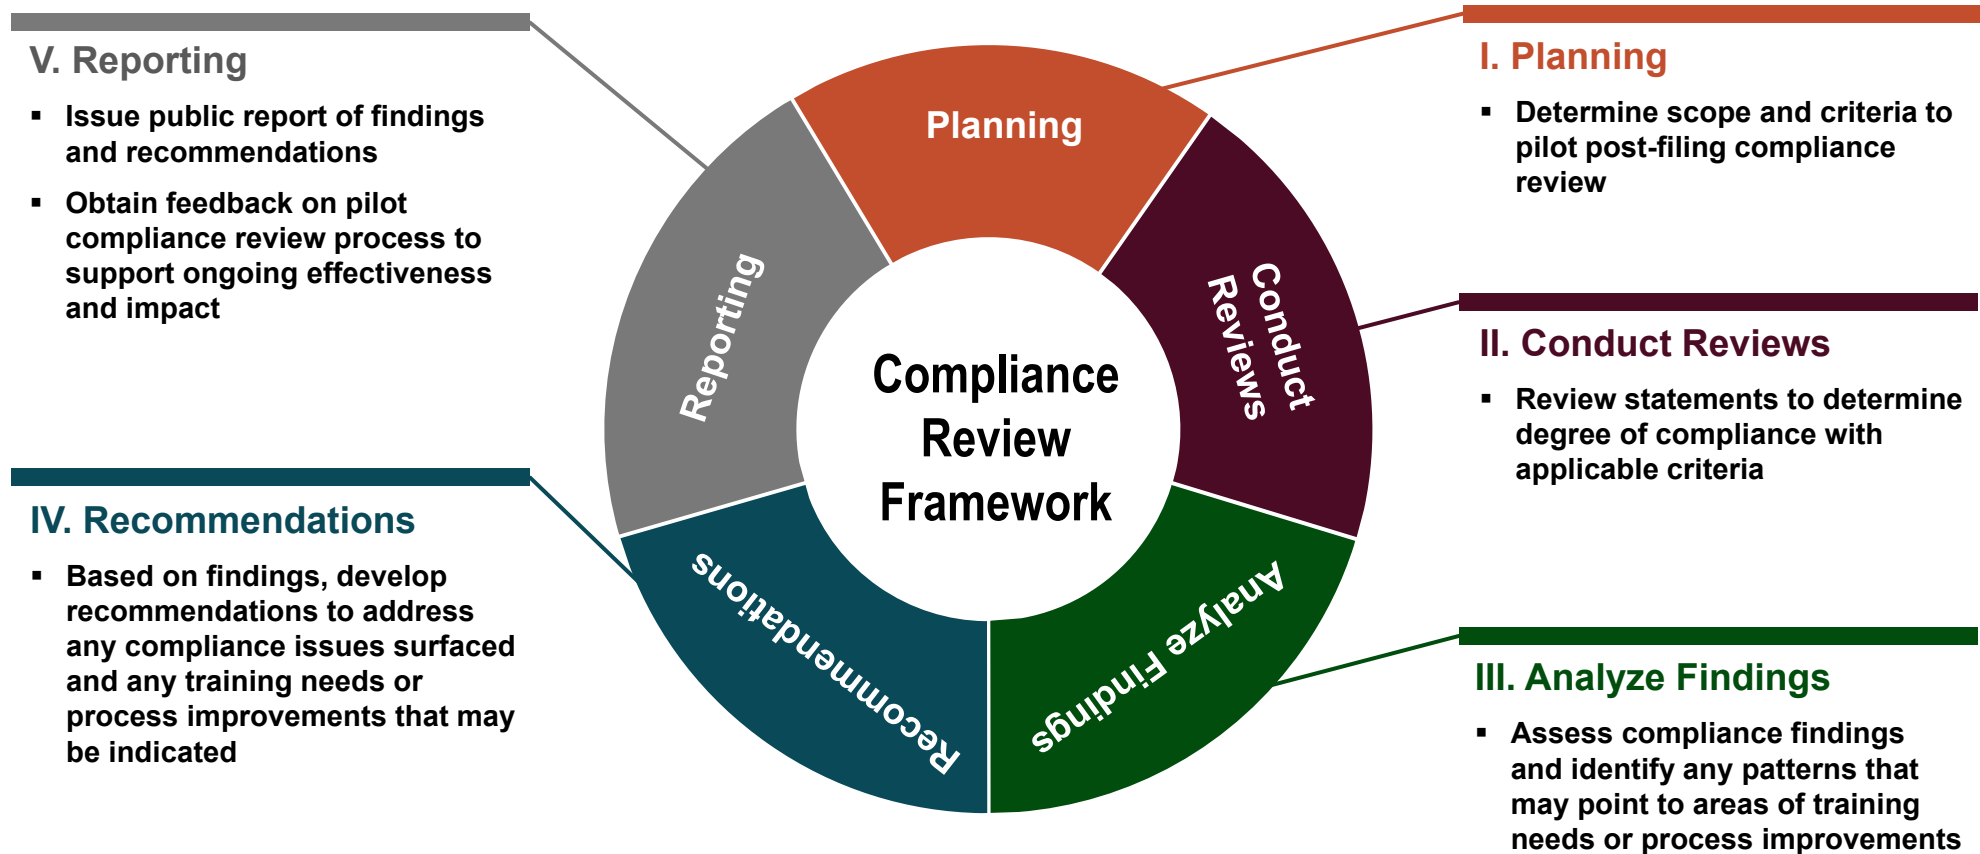 V. Reporting
▪ Issue public report of findings
and recommendations
▪ Obtain feedback on pilot
compliance review process to
support ongoing effectiveness
and impact
IV. Recommendations
▪ Based on findings, develop
recommendations to address
any compliance issues surfaced
and any training needs or
process improvements that may
be indicated
Planning
Conduct
Reviews
Analyze Findings
Recommendations
Reporting
Compliance
Review
Framework
I. Planning
▪ Determine scope and criteria to
pilot post-filing compliance
review
II. Conduct Reviews
▪ Review statements to determine
degree of compliance with
applicable criteria
III. Analyze Findings
▪ Assess compliance findings
and identify any patterns that
may point to areas of training
needs or process improvements